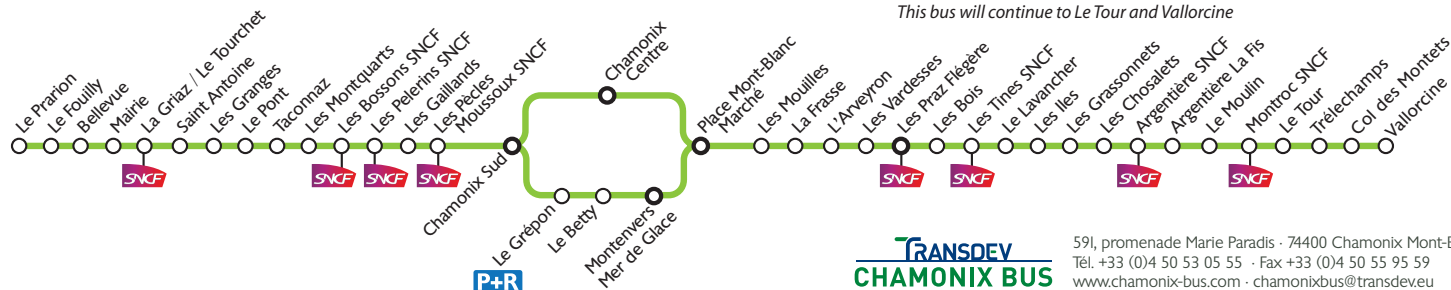 This bus will continue to Le Tour and Vallorcine
Le Prarion
Le Fouilly
Bellevue
Mairie
La Griaz / Le Tourchet
Saint Antoine
Les Granges
Le Pont
Taconnaz
Les Montquarts
Les Bossons SNCF
Les Pelerins SNCF
Les Gaillands
Les Pècles
Moussoux SNCF
Chamonix Sud
Chamonix
Centre
Le Grépon
P+R
Le Betty
Montenvers
Mer de Glace
Place Mont-Blanc
Marché
Les Mouilles
La Frasse
L'Arveyron
Les Vardesses
Les Praz Flégère
Les Bois
Les Tines SNCF
Le Lavancher
Les Iles
Les Grassonnets
Les Chosalets
Argentière SNCF
Argentière La Fis
Le Moulin
Montroc SNCF
Le Tour
Trélechamps
Col des Montets
Vallorcine
SNCF
SNCF
SNCF
SNCF
SNCF
SNCF
SNCF
SNCF
TRANSDEV
CHAMONIX BUS
591, promenade Marie Paradis · 74400 Chamonix Mont-B
Tél. +33 (0)4 50 53 05 55 · Fax +33 (0)4 50 55 95 59
www.chamonix-bus.com · chamonixbus@transdev.eu